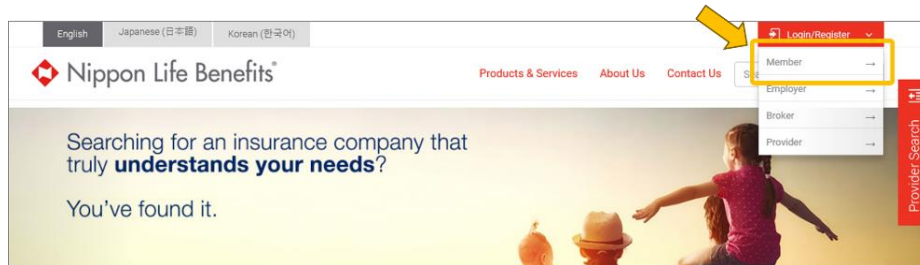 English Japanese (日本語) Korean (한국어) Login/Register
Nippon Life Benefits®
Products & Services About Us Contact Us
Member →
Employer →
Broker →
Provider →
Provider Search
Searching for an insurance company that
truly understands your needs?
You've found it.